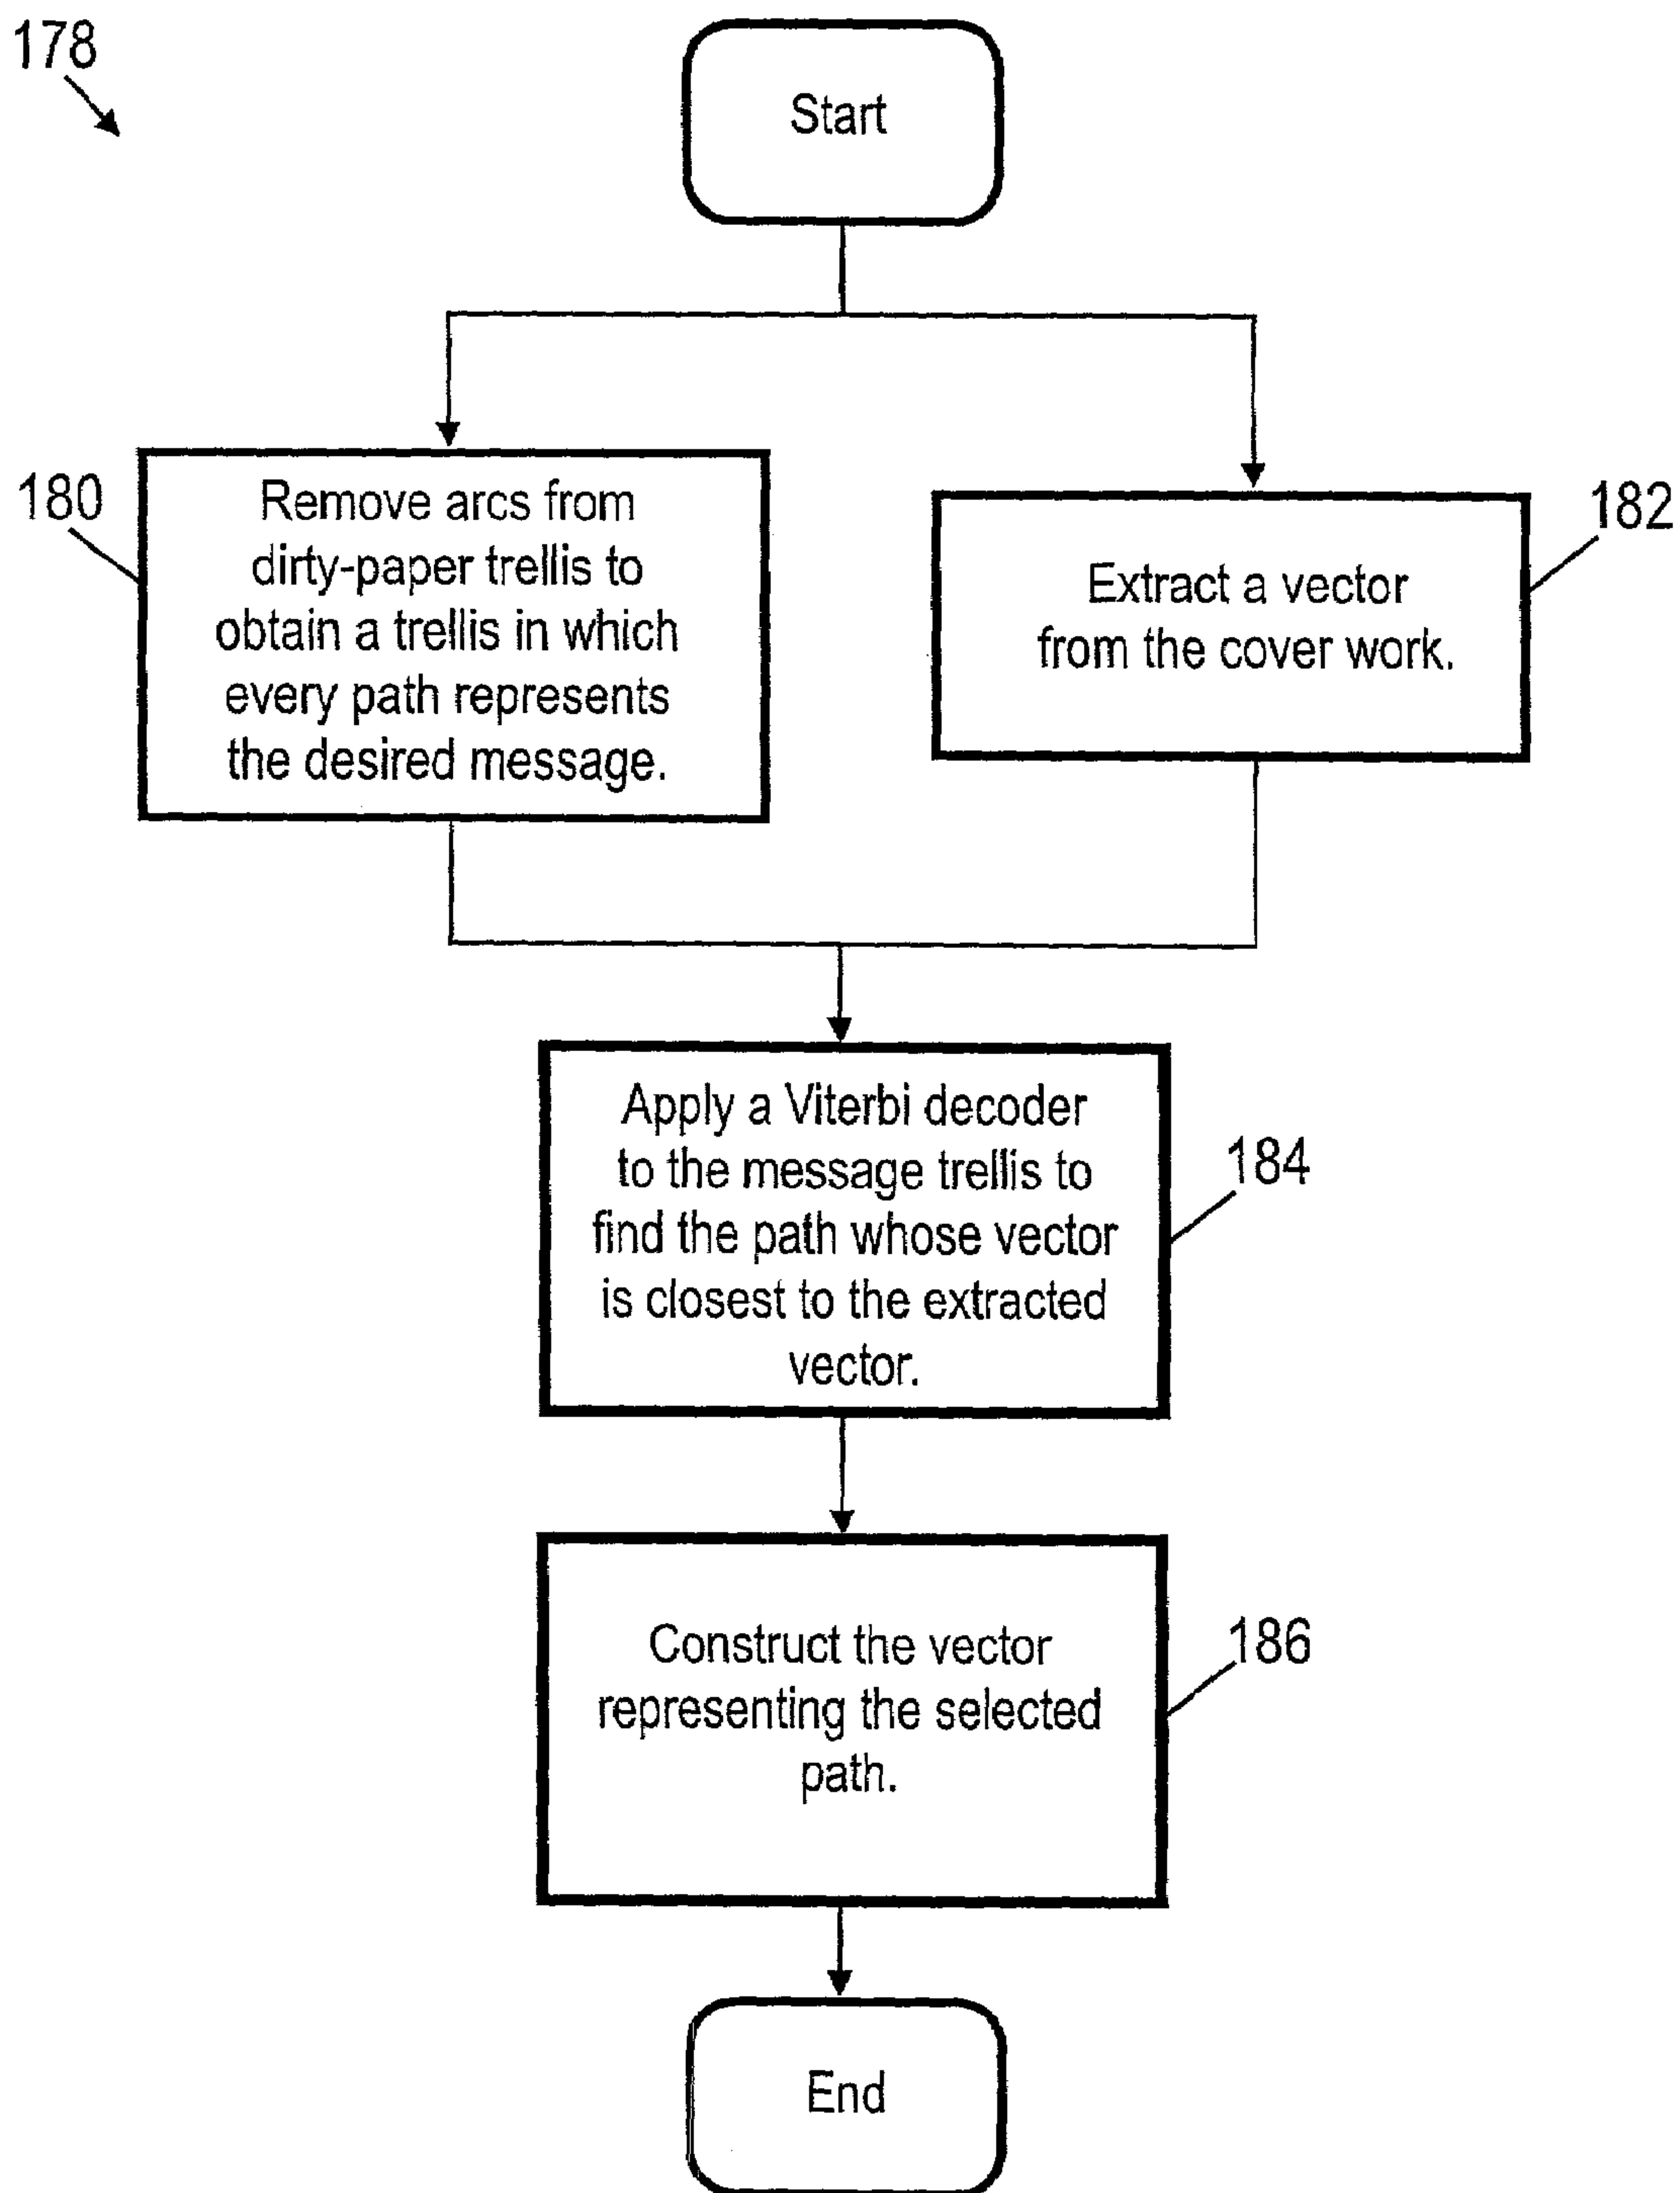 178
Start
180
Remove arcs from
dirty-paper trellis to
obtain a trellis in which
every path represents
the desired message.
182
Extract a vector
from the cover work.
Apply a Viterbi decoder
to the message trellis to
find the path whose vector
is closest to the extracted
vector.
184
Construct the vector
representing the selected
path.
186
End